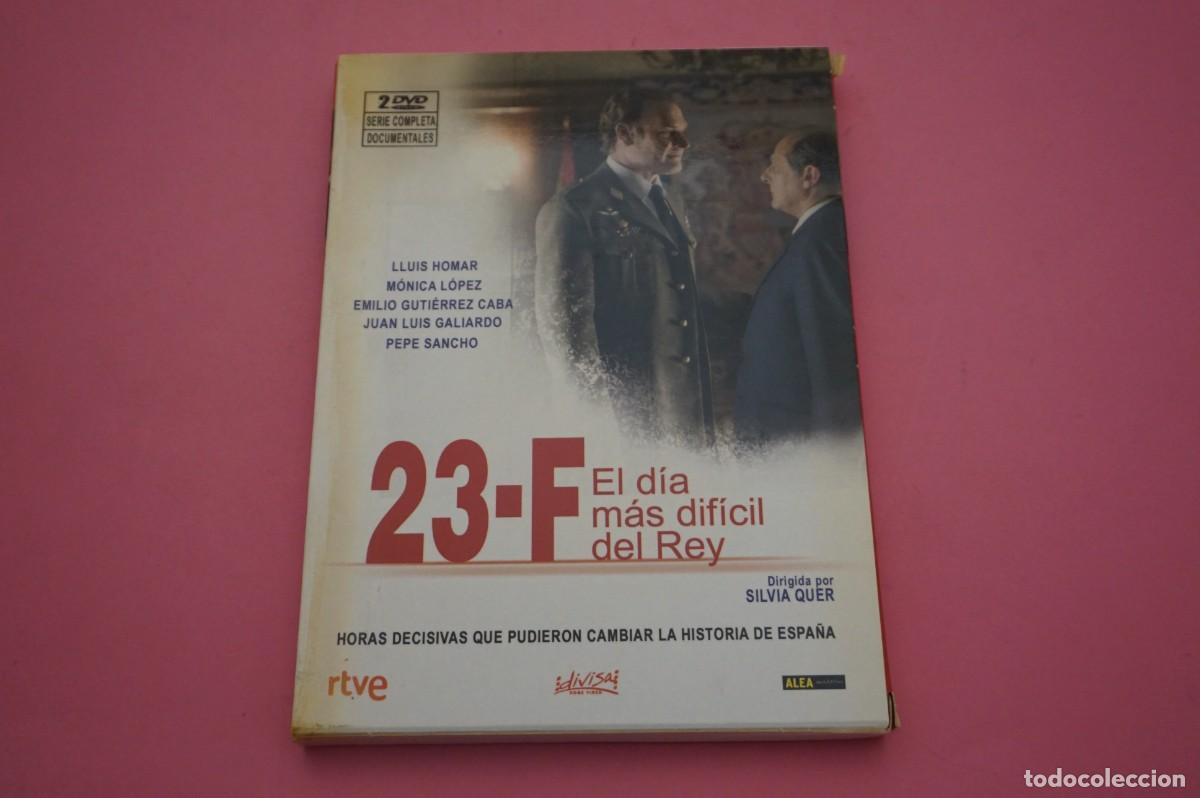 2 DVD
SERIE COMPLETA
DOCUMENTALES
LLUIS HOMAR
MÓNICA LÓPEZ
EMILIO GUTIÉRREZ CABA
JUAN LUIS GALIARDO
PEPE SANCHO
23-F
El día
más difícil
del Rey
Dirigida por
SILVIA QUER
HORAS DECISIVAS QUE PUDIERON CAMBIAR LA HISTORIA DE ESPAÑA
rtve
divisa
HOME VIDEO
ALEA
todocoleccion